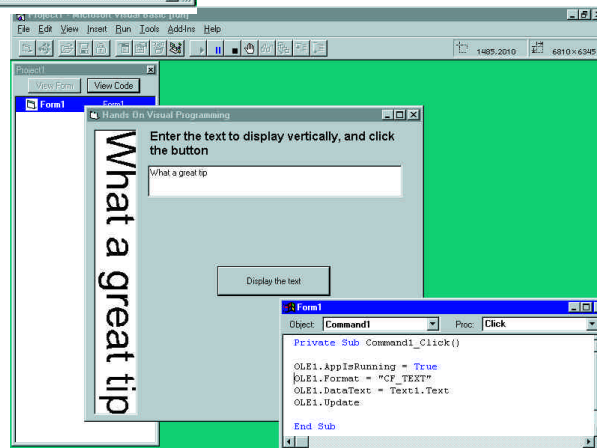 Project1 - Microsoft Visual Basic [run]
File Edit View Insert Run Tools Add-Ins Help
1485,2010 6810×6345
Project1
View Form View Code
Form1 Form1
Hands On Visual Programming
What a great tip
Enter the text to display vertically, and click
the button
What a great tip
Display the text
Form1
Object: Command1 Proc: Click
Private Sub Command1_Click()
OLE1.AppIsRunning = True
OLE1.Format = "CF_TEXT"
OLE1.DataText = Text1.Text
OLE1.Update
End Sub